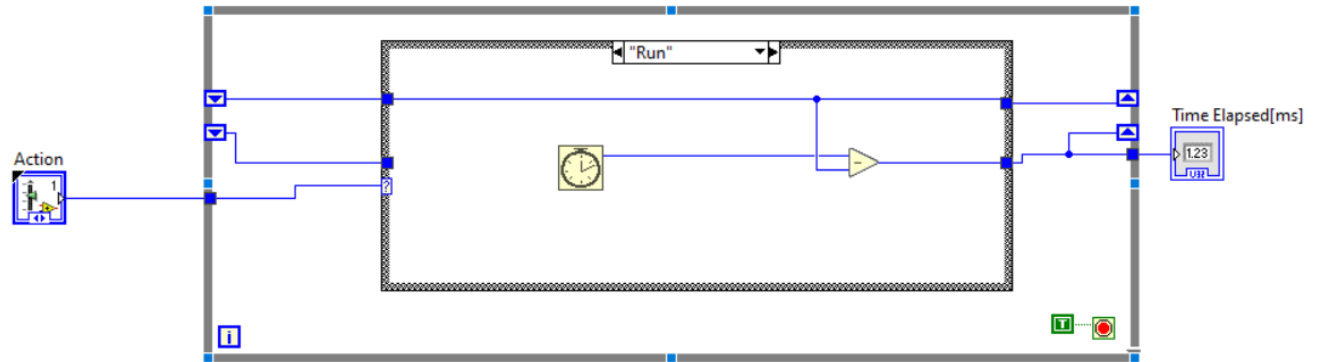 "Run"
Time Elapsed[ms]
Action
1
?
1.23
U32
-
i
T